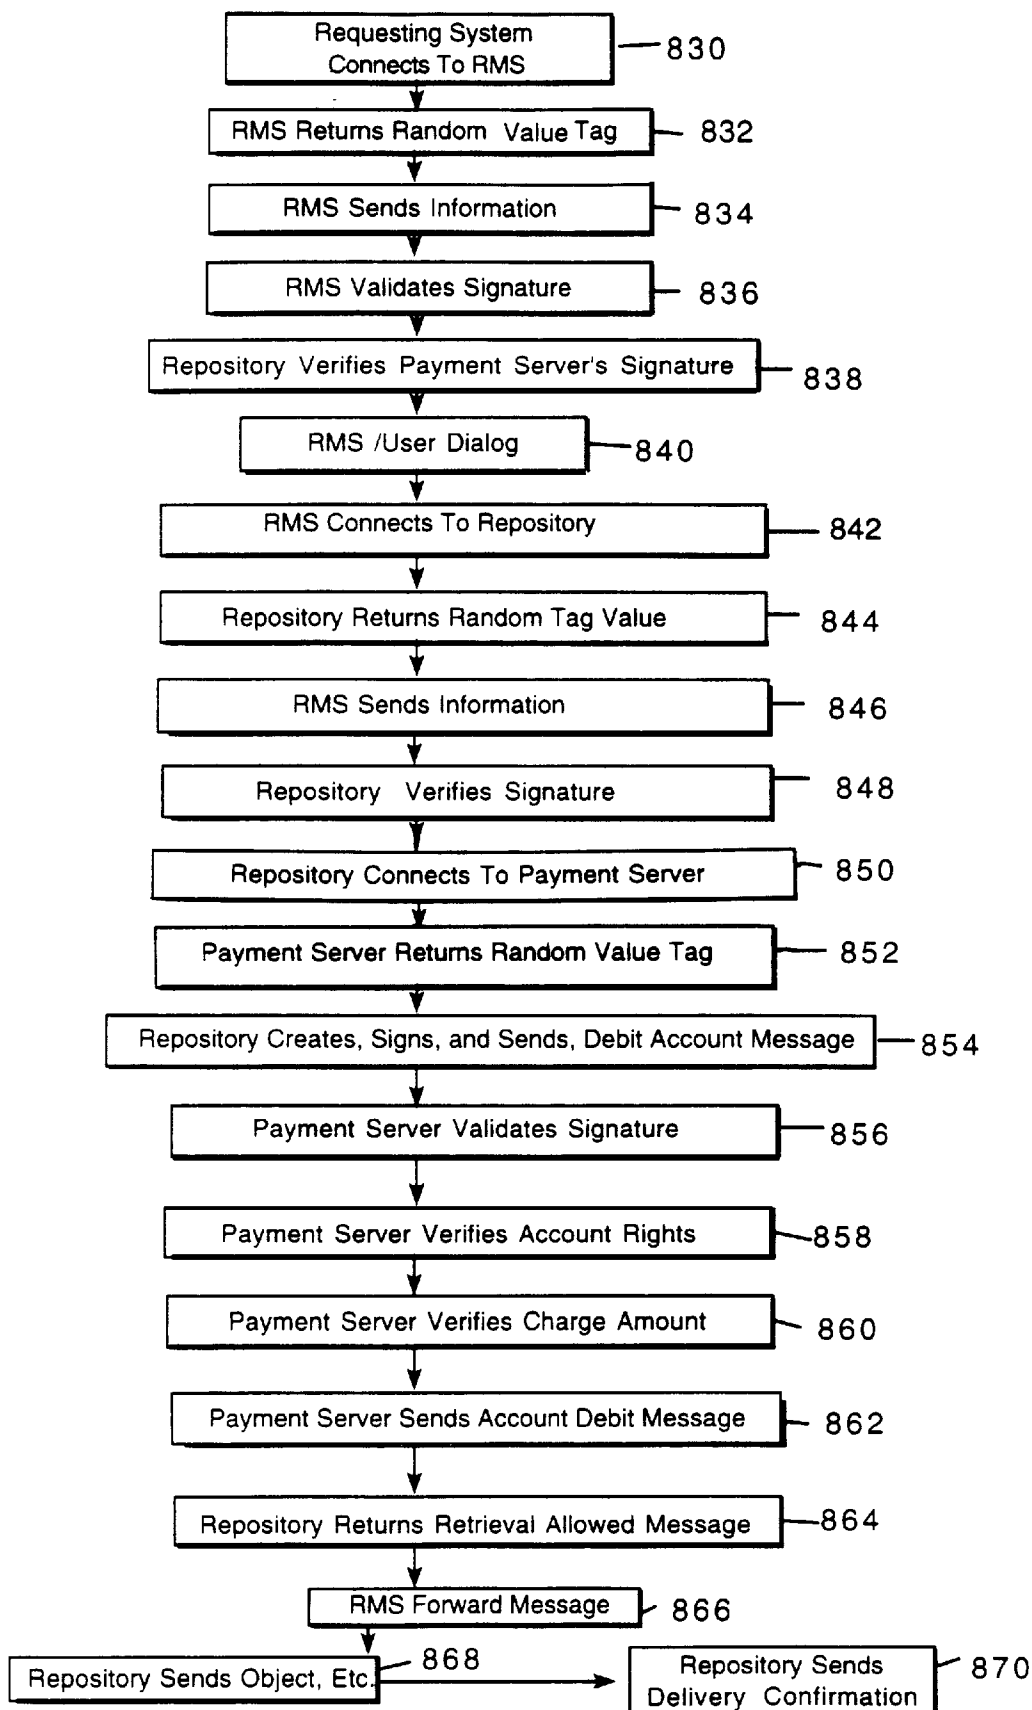 Requesting System
Connects To RMS
830
RMS Returns Random Value Tag
832
RMS Sends Information
834
RMS Validates Signature
836
Repository Verifies Payment Server's Signature
838
RMS /User Dialog
840
RMS Connects To Repository
842
Repository Returns Random Tag Value
844
RMS Sends Information
846
Repository Verifies Signature
848
Repository Connects To Payment Server
850
Payment Server Returns Random Value Tag
852
Repository Creates, Signs, and Sends, Debit Account Message
854
Payment Server Validates Signature
856
Payment Server Verifies Account Rights
858
Payment Server Verifies Charge Amount
860
Payment Server Sends Account Debit Message
862
Repository Returns Retrieval Allowed Message
864
RMS Forward Message
866
Repository Sends Object, Etc.
868
Repository Sends
Delivery Confirmation
870